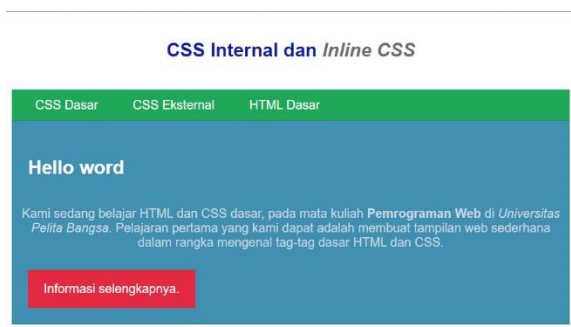 CSS Internal dan Inline CSS
CSS Dasar CSS Eksternal HTML Dasar
Hello word
Kami sedang belajar HTML dan CSS dasar, pada mata kuliah Pemrograman Web di Universitas
Pelita Bangsa. Pelajaran pertama yang kami dapat adalah membuat tampilan web sederhana
dalam rangka mengenal tag-tag dasar HTML dan CSS.
Informasi selengkapnya.